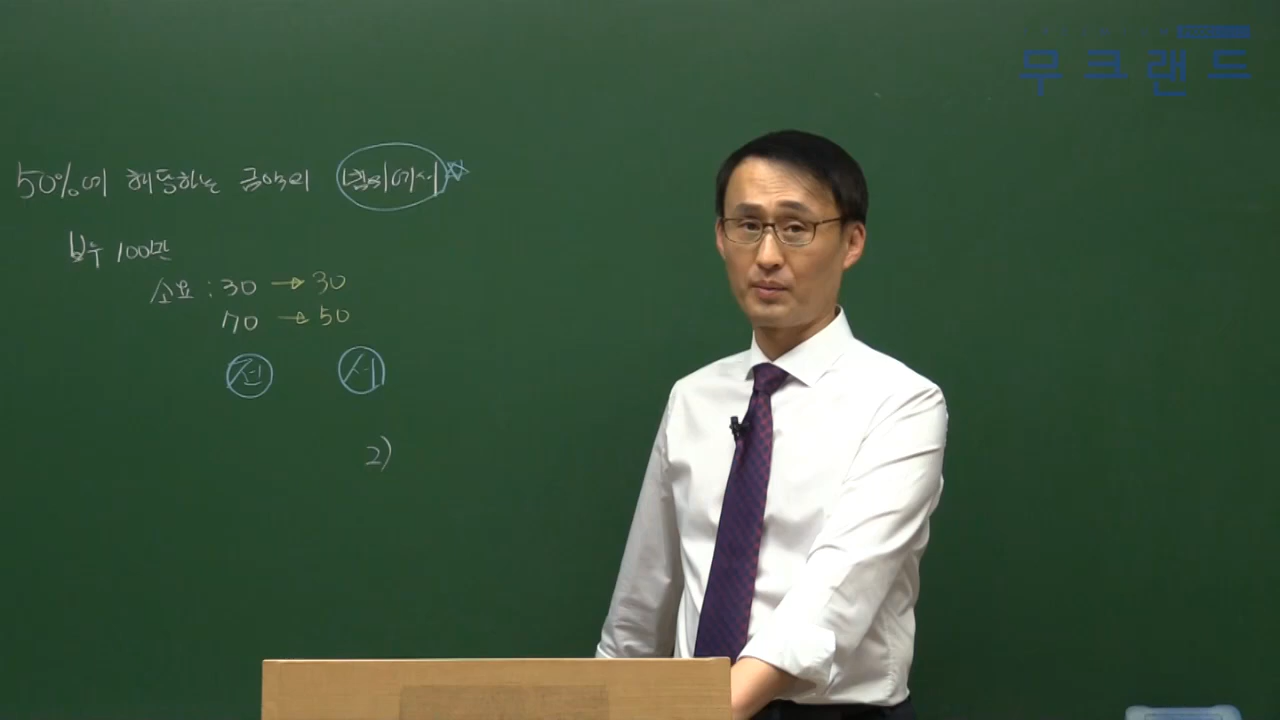 무크랜드
50%에 해당하는 금액의 범위에서
보수 100만
소요 : 30 → 30
70 → 50
전 서
2)